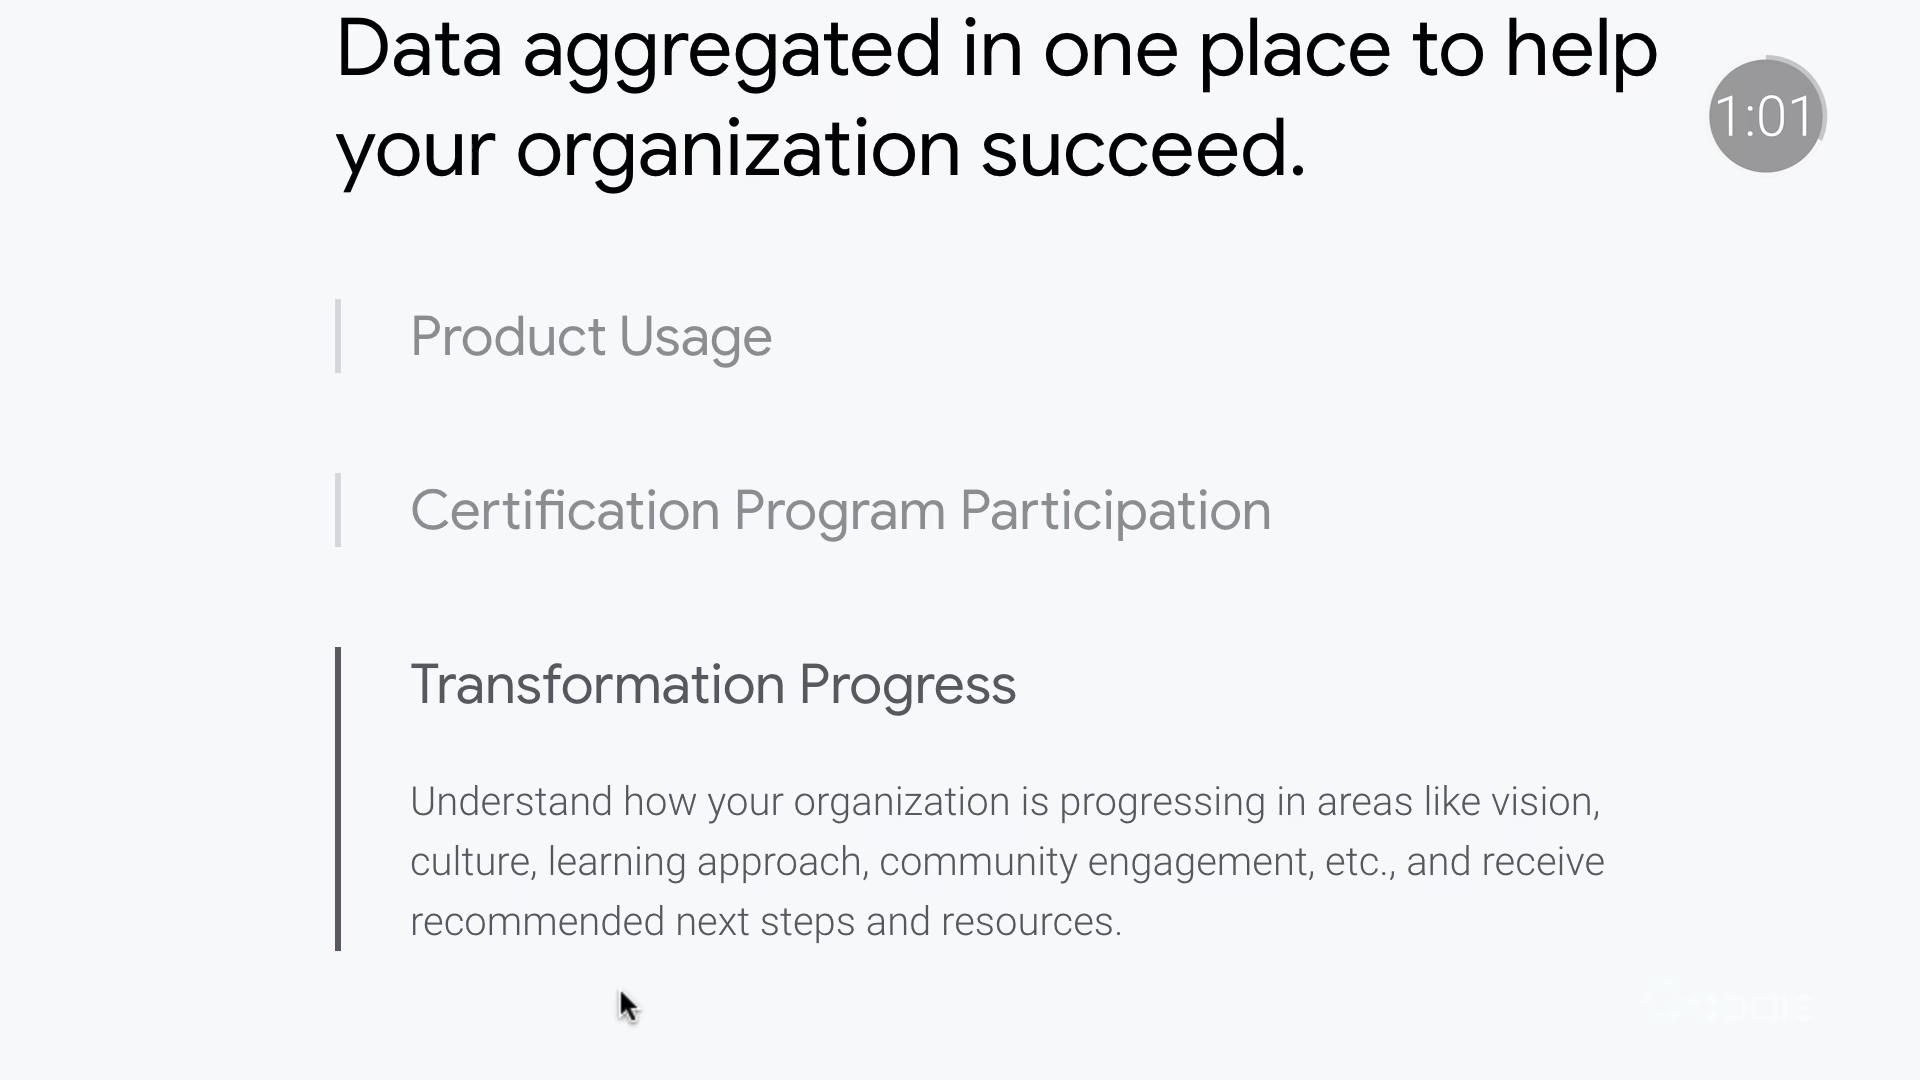 Data aggregated in one place to help
your organization succeed.
1:01
Product Usage
Certification Program Participation
Transformation Progress
Understand how your organization is progressing in areas like vision,
culture, learning approach, community engagement, etc., and receive
recommended next steps and resources.